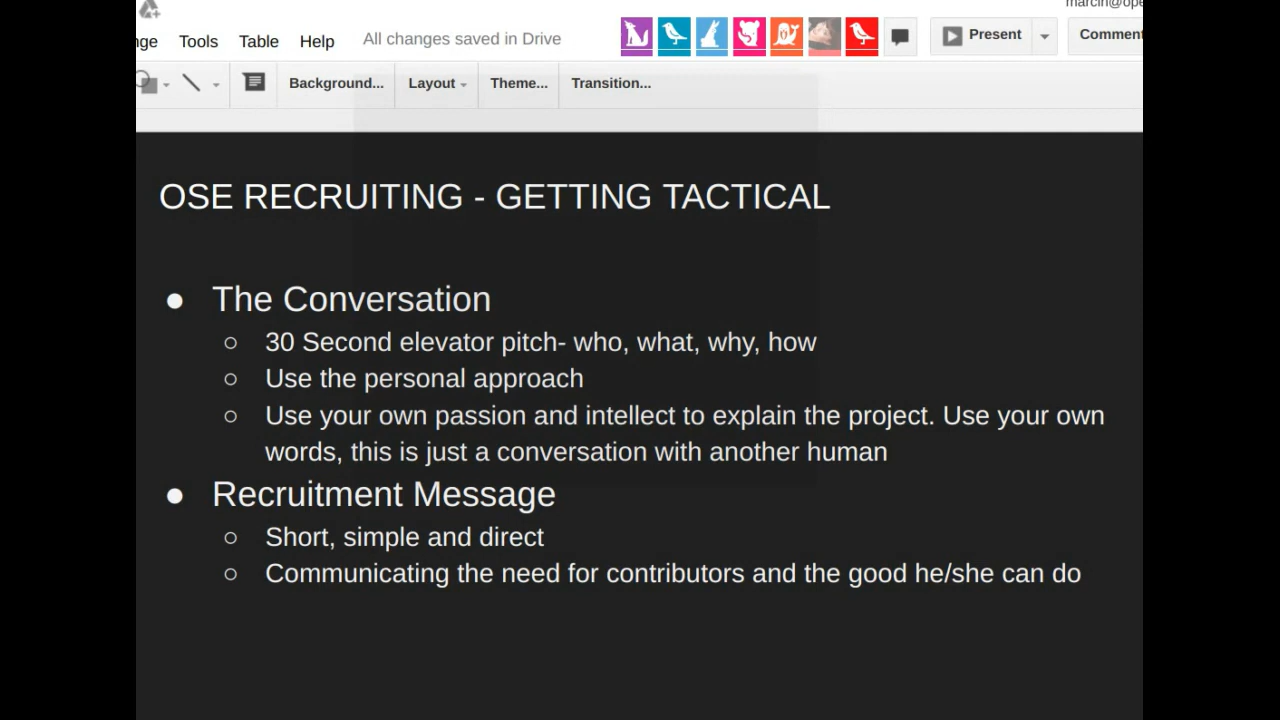 marcin@ope
nge Tools Table Help All changes saved in Drive Present Comment
Background... Layout Theme... Transition...
OSE RECRUITING - GETTING TACTICAL
● The Conversation
○ 30 Second elevator pitch- who, what, why, how
○ Use the personal approach
○ Use your own passion and intellect to explain the project. Use your own
words, this is just a conversation with another human
● Recruitment Message
○ Short, simple and direct
○ Communicating the need for contributors and the good he/she can do